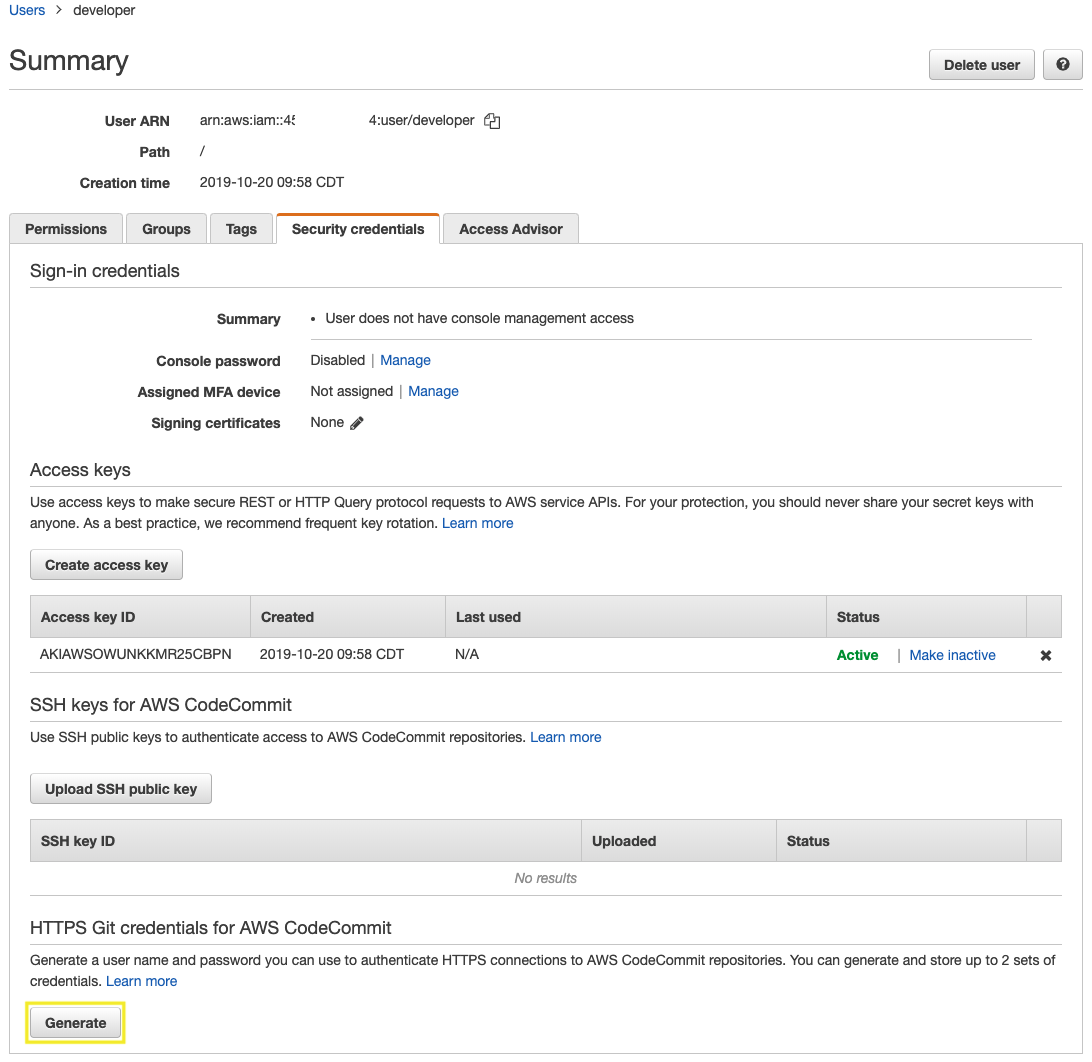 Users > developer
Summary
Delete user
User ARN arn:aws:iam::45 4:user/developer
Path /
Creation time 2019-10-20 09:58 CDT
Permissions Groups Tags Security credentials Access Advisor
Sign-in credentials
Summary • User does not have console management access
Console password Disabled | Manage
Assigned MFA device Not assigned | Manage
Signing certificates None
Access keys
Use access keys to make secure REST or HTTP Query protocol requests to AWS service APIs. For your protection, you should never share your secret keys with
anyone. As a best practice, we recommend frequent key rotation. Learn more
Create access key
Access key ID Created Last used Status
AKIAWSOWUNKKMR25CBPN 2019-10-20 09:58 CDT N/A Active | Make inactive
SSH keys for AWS CodeCommit
Use SSH public keys to authenticate access to AWS CodeCommit repositories. Learn more
Upload SSH public key
SSH key ID Uploaded Status
No results
HTTPS Git credentials for AWS CodeCommit
Generate a user name and password you can use to authenticate HTTPS connections to AWS CodeCommit repositories. You can generate and store up to 2 sets of
credentials. Learn more
Generate